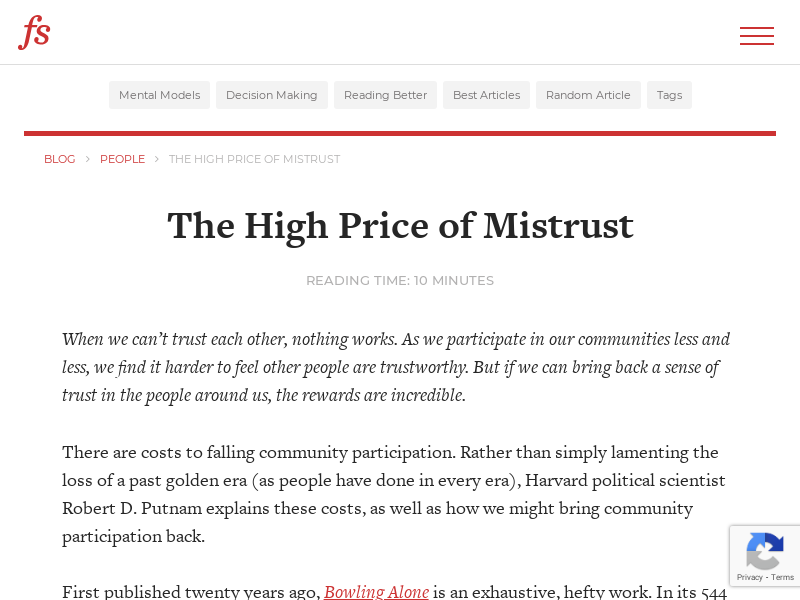 fs
Mental Models Decision Making Reading Better Best Articles Random Article Tags
BLOG > PEOPLE > THE HIGH PRICE OF MISTRUST
The High Price of Mistrust
READING TIME: 10 MINUTES
When we can’t trust each other, nothing works. As we participate in our communities less and
less, we find it harder to feel other people are trustworthy. But if we can bring back a sense of
trust in the people around us, the rewards are incredible.
There are costs to falling community participation. Rather than simply lamenting the
loss of a past golden era (as people have done in every era), Harvard political scientist
Robert D. Putnam explains these costs, as well as how we might bring community
participation back.
First published twenty years ago, Bowling Alone is an exhaustive, hefty work. In its 544
Privacy - Terms